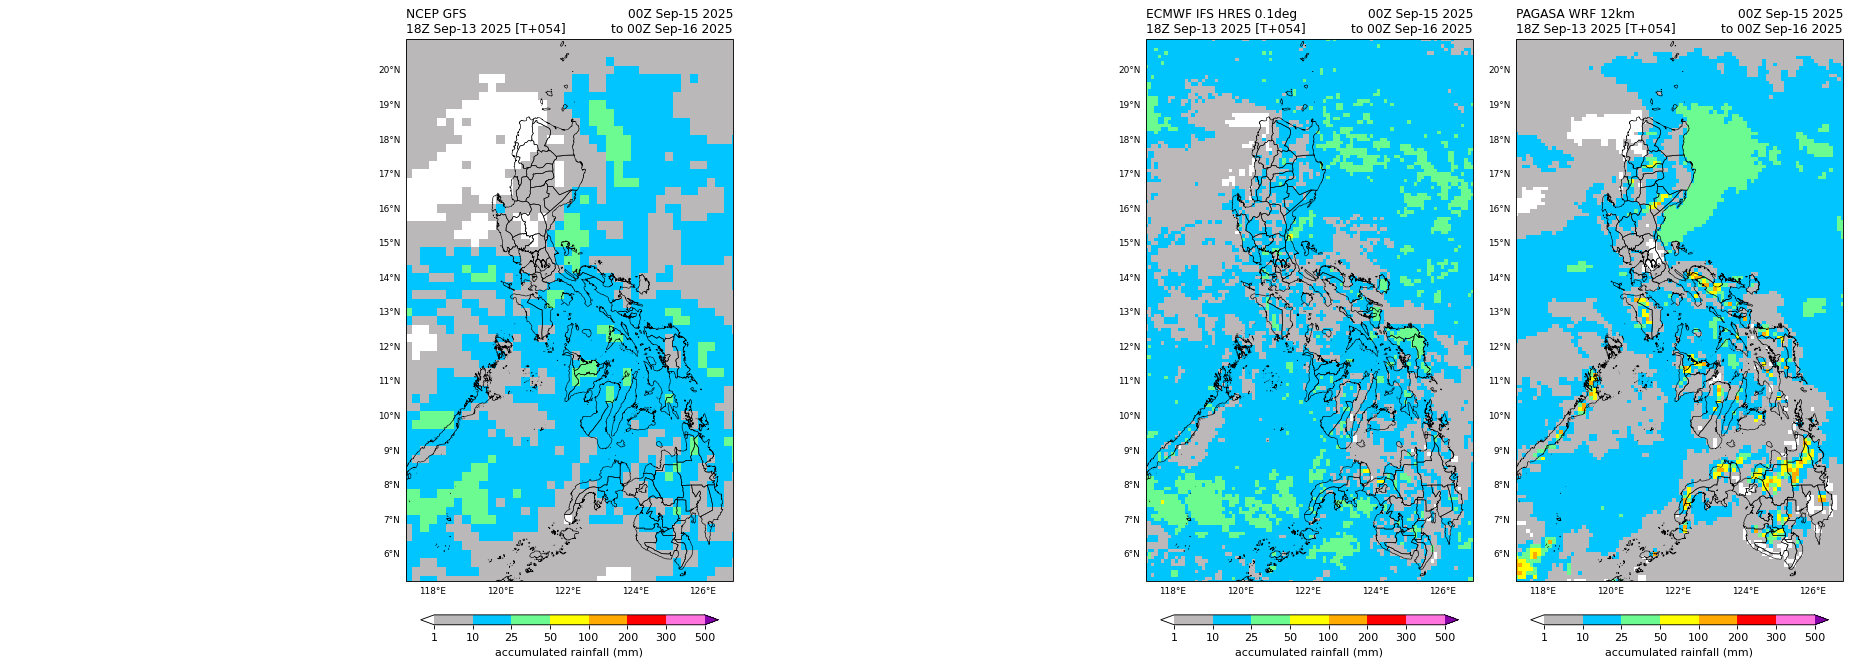 NCEP GFS 00Z Sep-15 2025
18Z Sep-13 2025 [T+054] to 00Z Sep-16 2025
20°N
19°N
18°N
17°N
16°N
15°N
14°N
13°N
12°N
11°N
10°N
9°N
8°N
7°N
6°N
118°E 120°E 122°E 124°E 126°E
1 10 25 50 100 200 300 500
accumulated rainfall (mm)
ECMWF IFS HRES 0.1deg 00Z Sep-15 2025
18Z Sep-13 2025 [T+054] to 00Z Sep-16 2025
20°N
19°N
18°N
17°N
16°N
15°N
14°N
13°N
12°N
11°N
10°N
9°N
8°N
7°N
6°N
118°E 120°E 122°E 124°E 126°E
1 10 25 50 100 200 300 500
accumulated rainfall (mm)
PAGASA WRF 12km 00Z Sep-15 2025
18Z Sep-13 2025 [T+054] to 00Z Sep-16 2025
20°N
19°N
18°N
17°N
16°N
15°N
14°N
13°N
12°N
11°N
10°N
9°N
8°N
7°N
6°N
118°E 120°E 122°E 124°E 126°E
1 10 25 50 100 200 300 500
accumulated rainfall (mm)